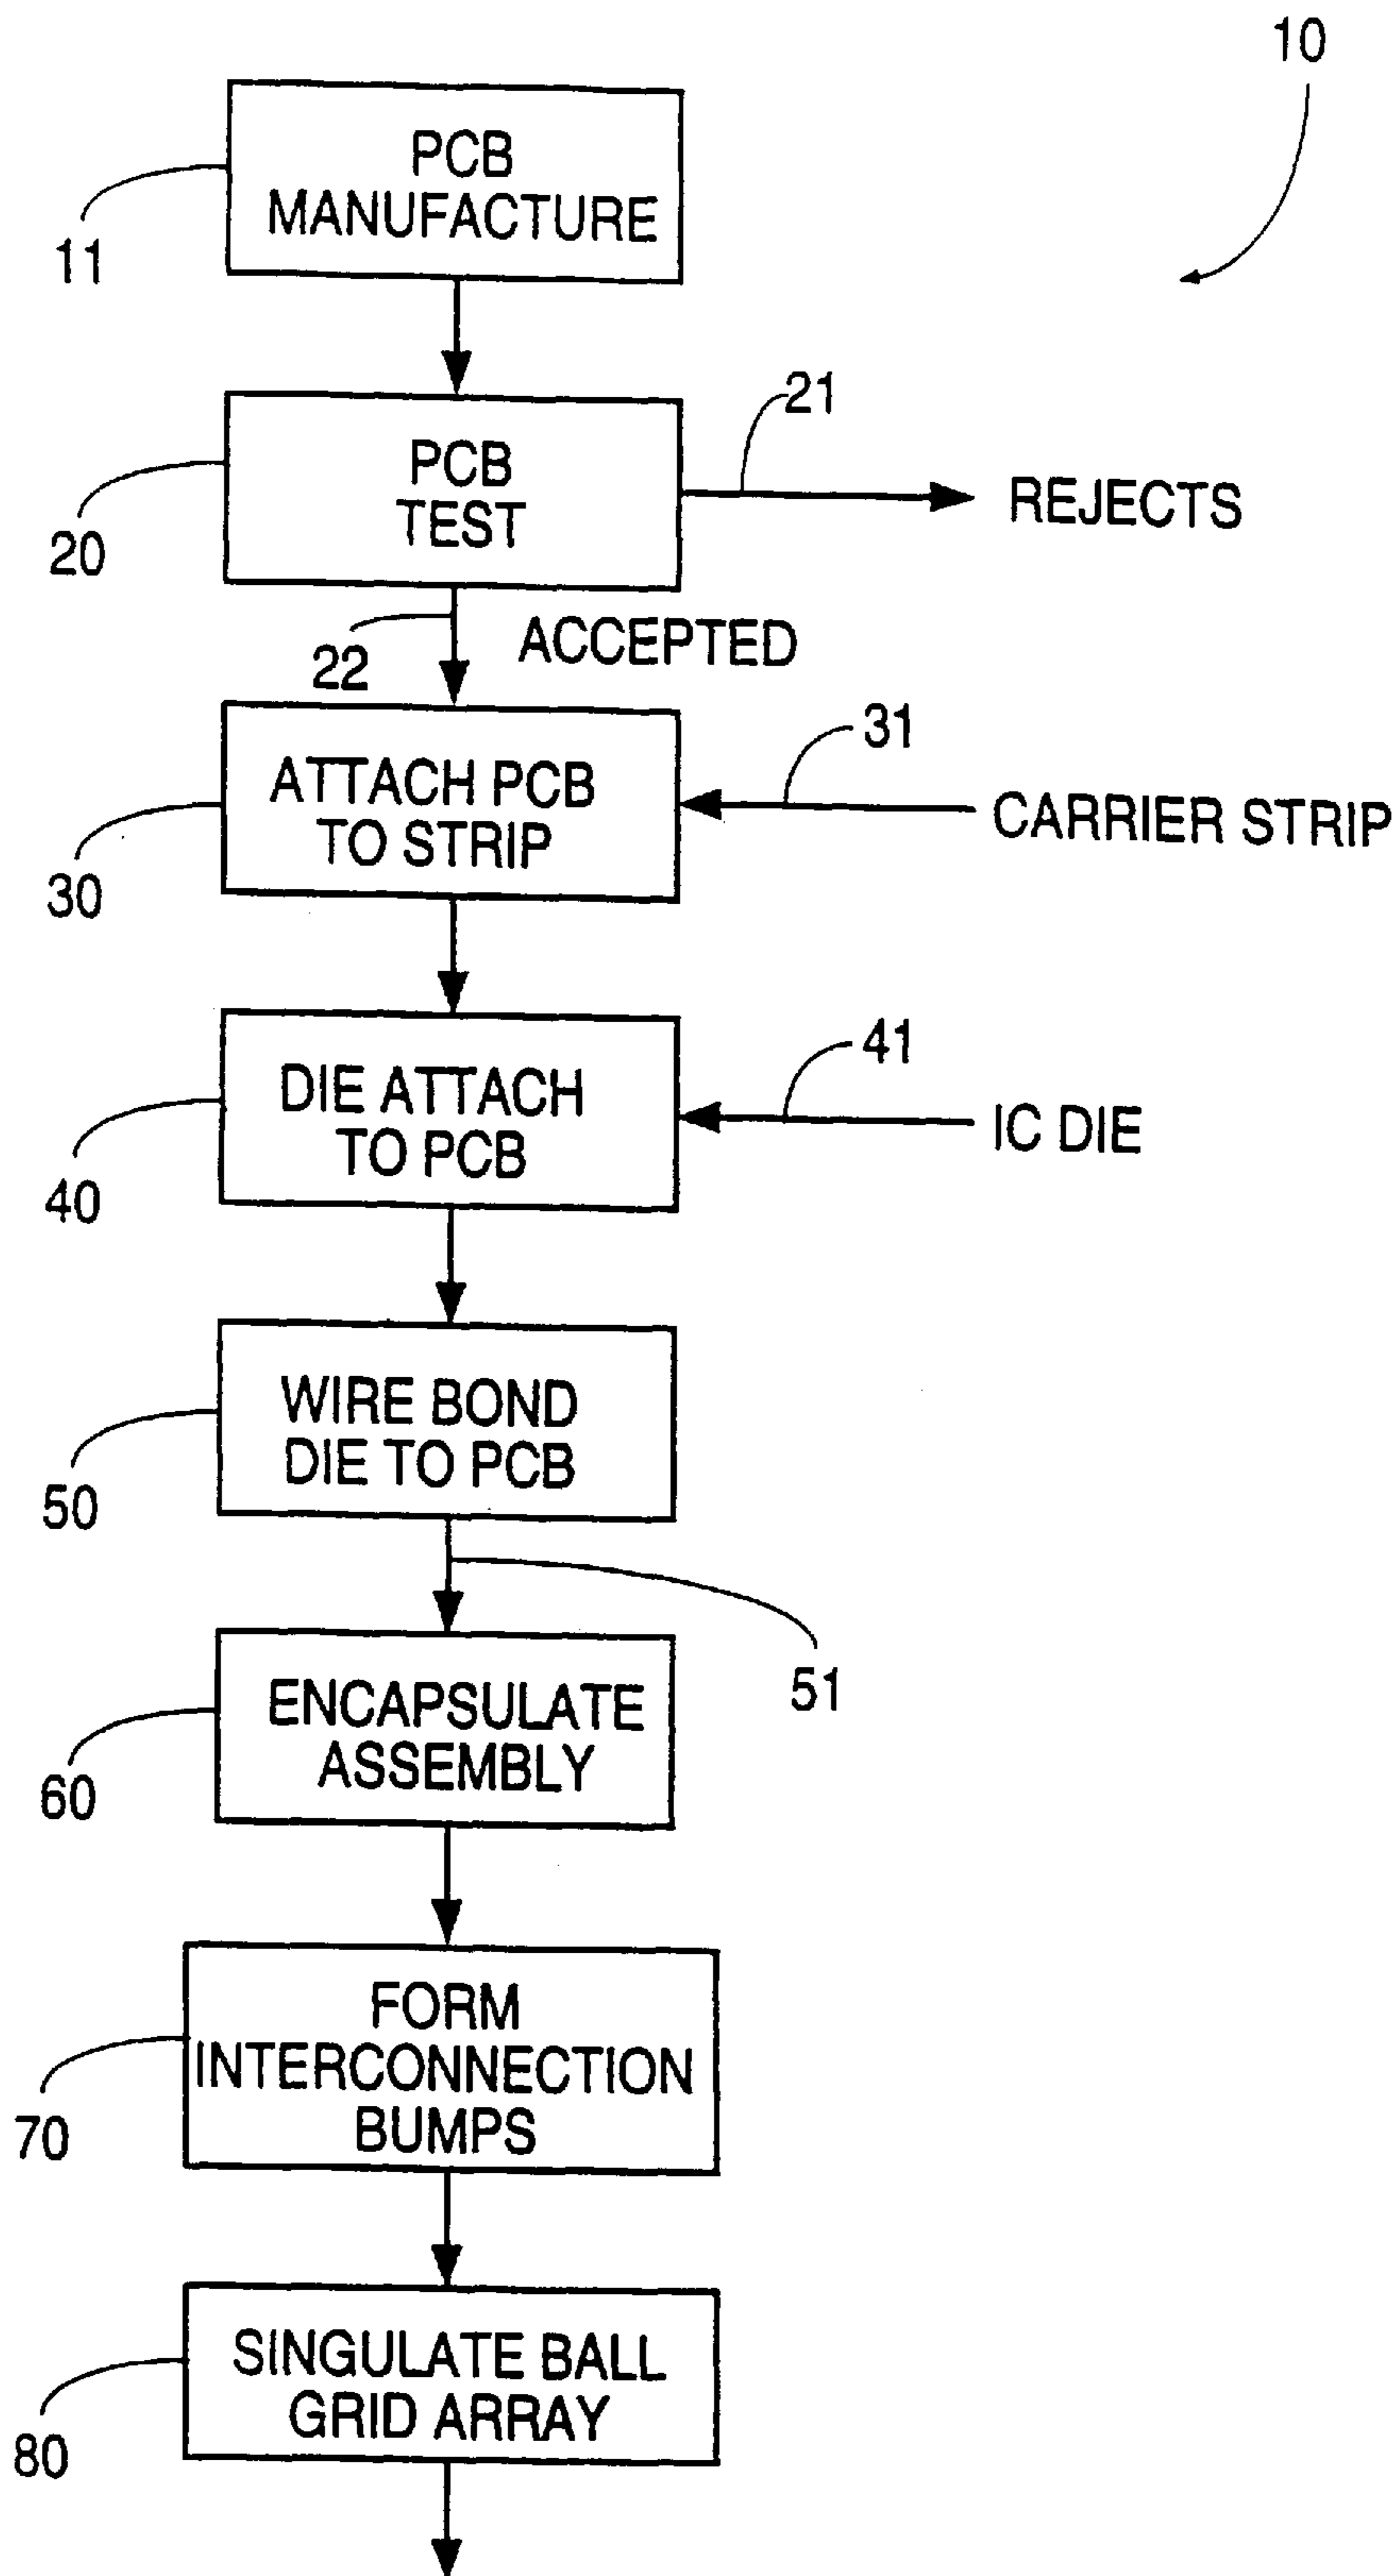 10
PCB
MANUFACTURE
11
21
PCB
TEST
REJECTS
20
22
ACCEPTED
31
ATTACH PCB
TO STRIP
CARRIER STRIP
30
41
DIE ATTACH
TO PCB
IC DIE
40
WIRE BOND
DIE TO PCB
50
51
ENCAPSULATE
ASSEMBLY
60
FORM
INTERCONNECTION
BUMPS
70
SINGULATE BALL
GRID ARRAY
80